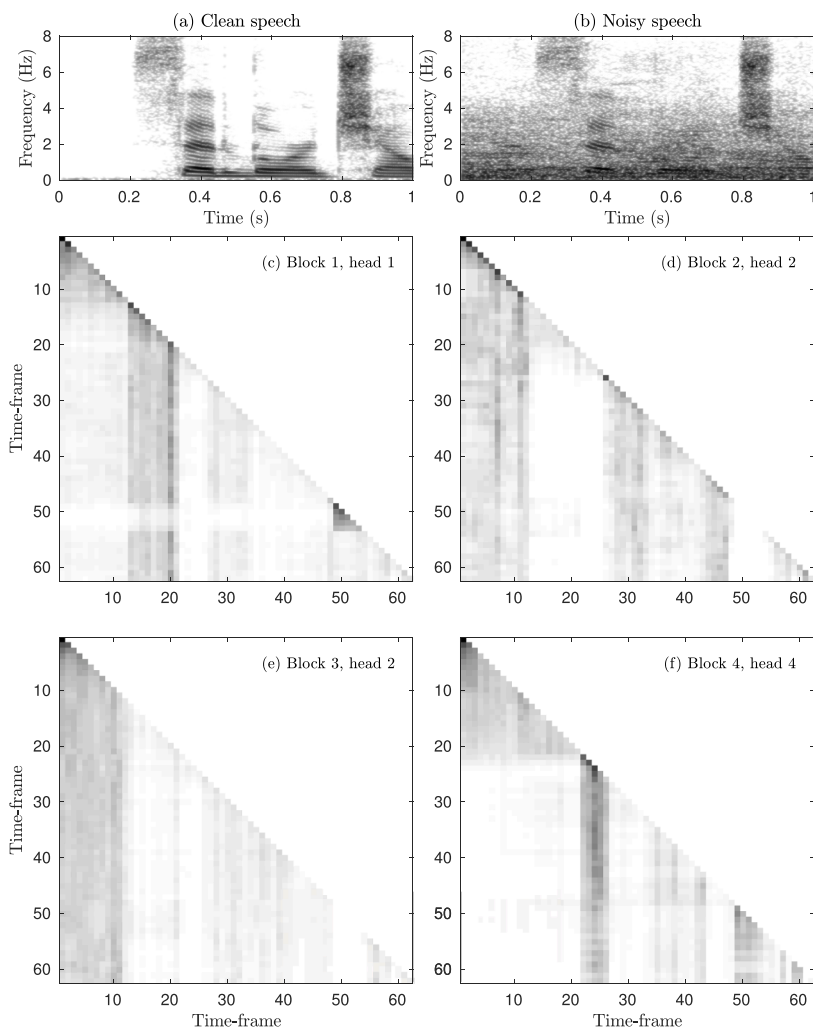 (a) Clean speech
(b) Noisy speech
Frequency (Hz)
8
6
4
2
0
0 0.2 0.4 0.6 0.8 1
Time (s)
Frequency (Hz)
8
6
4
2
0
0 0.2 0.4 0.6 0.8 1
Time (s)
(c) Block 1, head 1
Time-frame
10
20
30
40
50
60
10 20 30 40 50 60
(d) Block 2, head 2
10
20
30
40
50
60
10 20 30 40 50 60
(e) Block 3, head 2
Time-frame
10
20
30
40
50
60
10 20 30 40 50 60
Time-frame
(f) Block 4, head 4
10
20
30
40
50
60
10 20 30 40 50 60
Time-frame